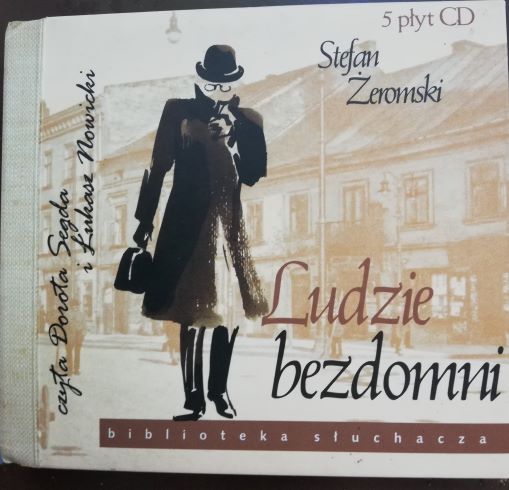 5 płyt CD
Stefan
Żeromski
czyta Dorota Segda
i Łukasz Nowicki
Ludzie
bezdomni
biblioteka słuchacza